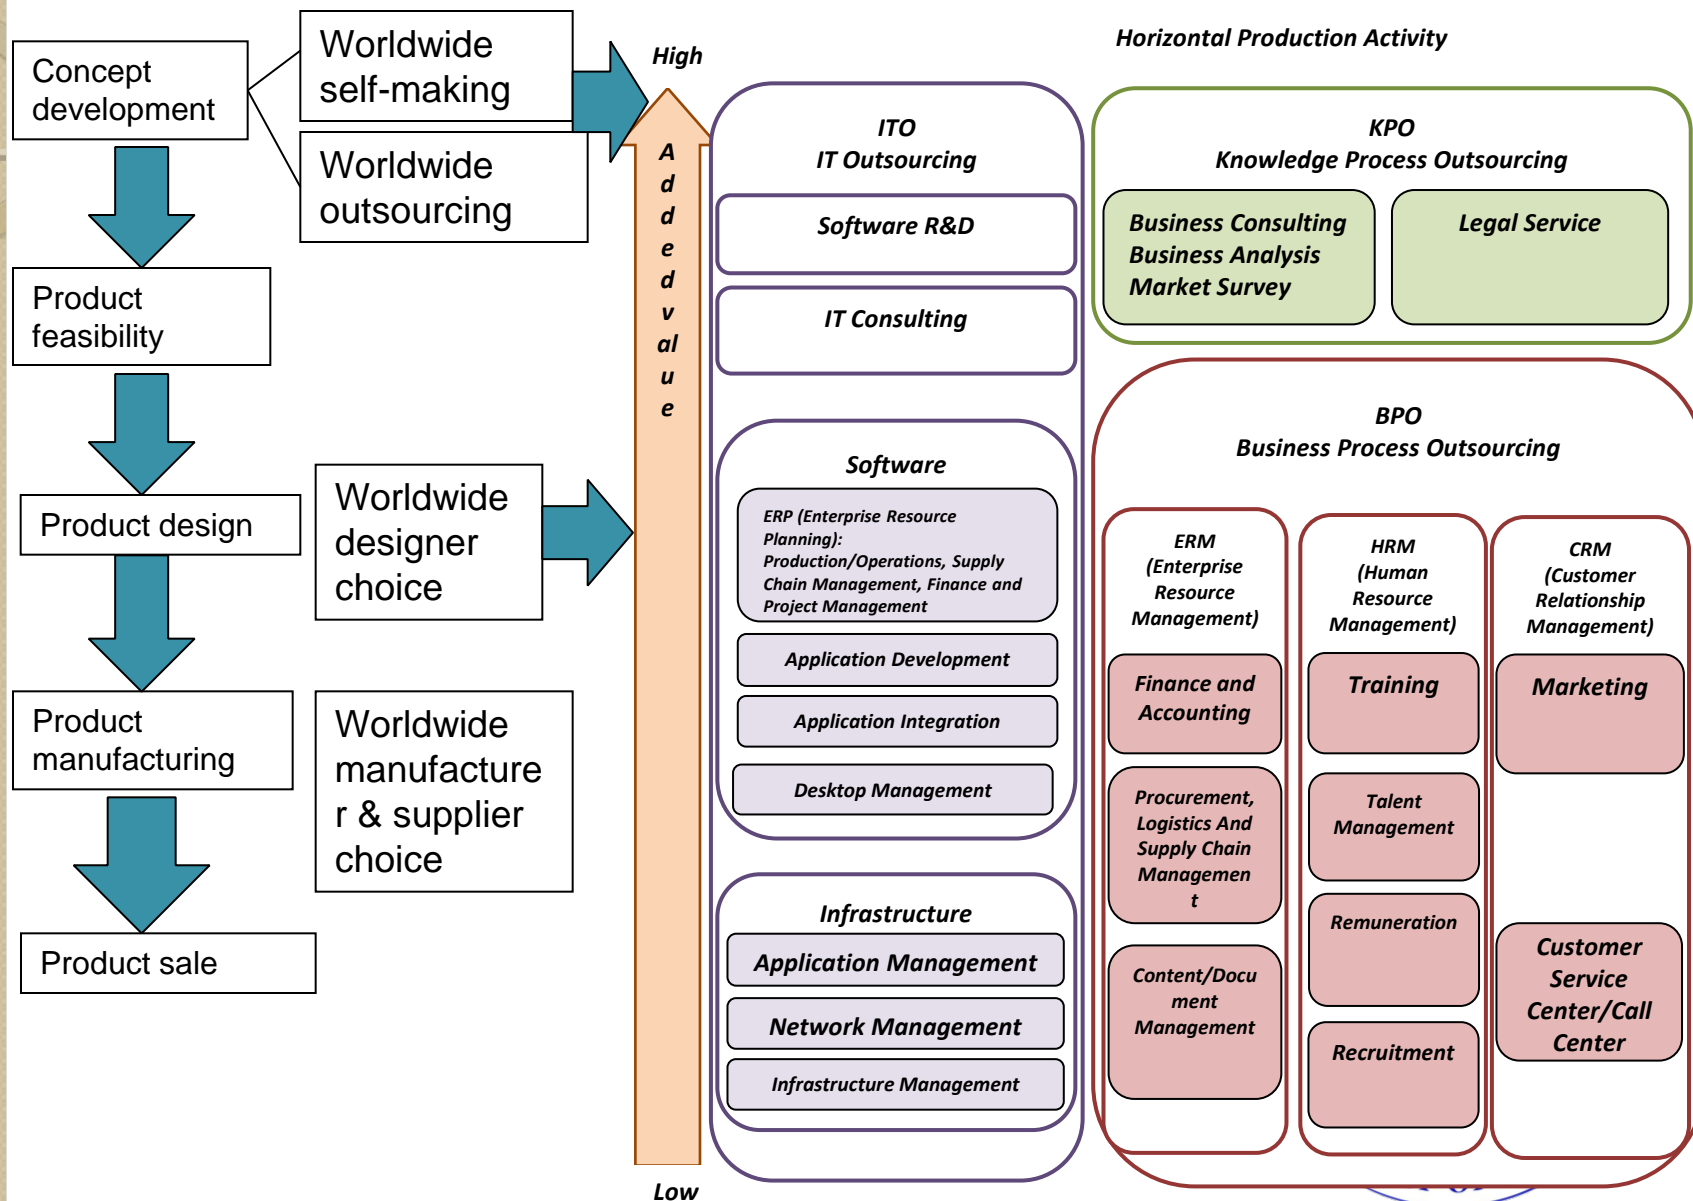 Concept
development
Worldwide
self-making
Worldwide
outsourcing
Product
feasibility
Product design
Worldwide
designer
choice
Product
manufacturing
Worldwide
manufacture
r & supplier
choice
Product sale
High
A
d
d
e
d
v
al
u
e
Low
Horizontal Production Activity
ITO
IT Outsourcing
Software R&D
IT Consulting
Software
ERP (Enterprise Resource
Planning):
Production/Operations, Supply
Chain Management, Finance and
Project Management
Application Development
Application Integration
Desktop Management
Infrastructure
Application Management
Network Management
Infrastructure Management
KPO
Knowledge Process Outsourcing
Business Consulting
Business Analysis
Market Survey
Legal Service
BPO
Business Process Outsourcing
ERM
(Enterprise
Resource
Management)
Finance and
Accounting
Procurement,
Logistics And
Supply Chain
Managemen
t
Content/Docu
ment
Management
HRM
(Human
Resource
Management)
Training
Talent
Management
Remuneration
Recruitment
CRM
(Customer
Relationship
Management)
Marketing
Customer
Service
Center/Call
Center